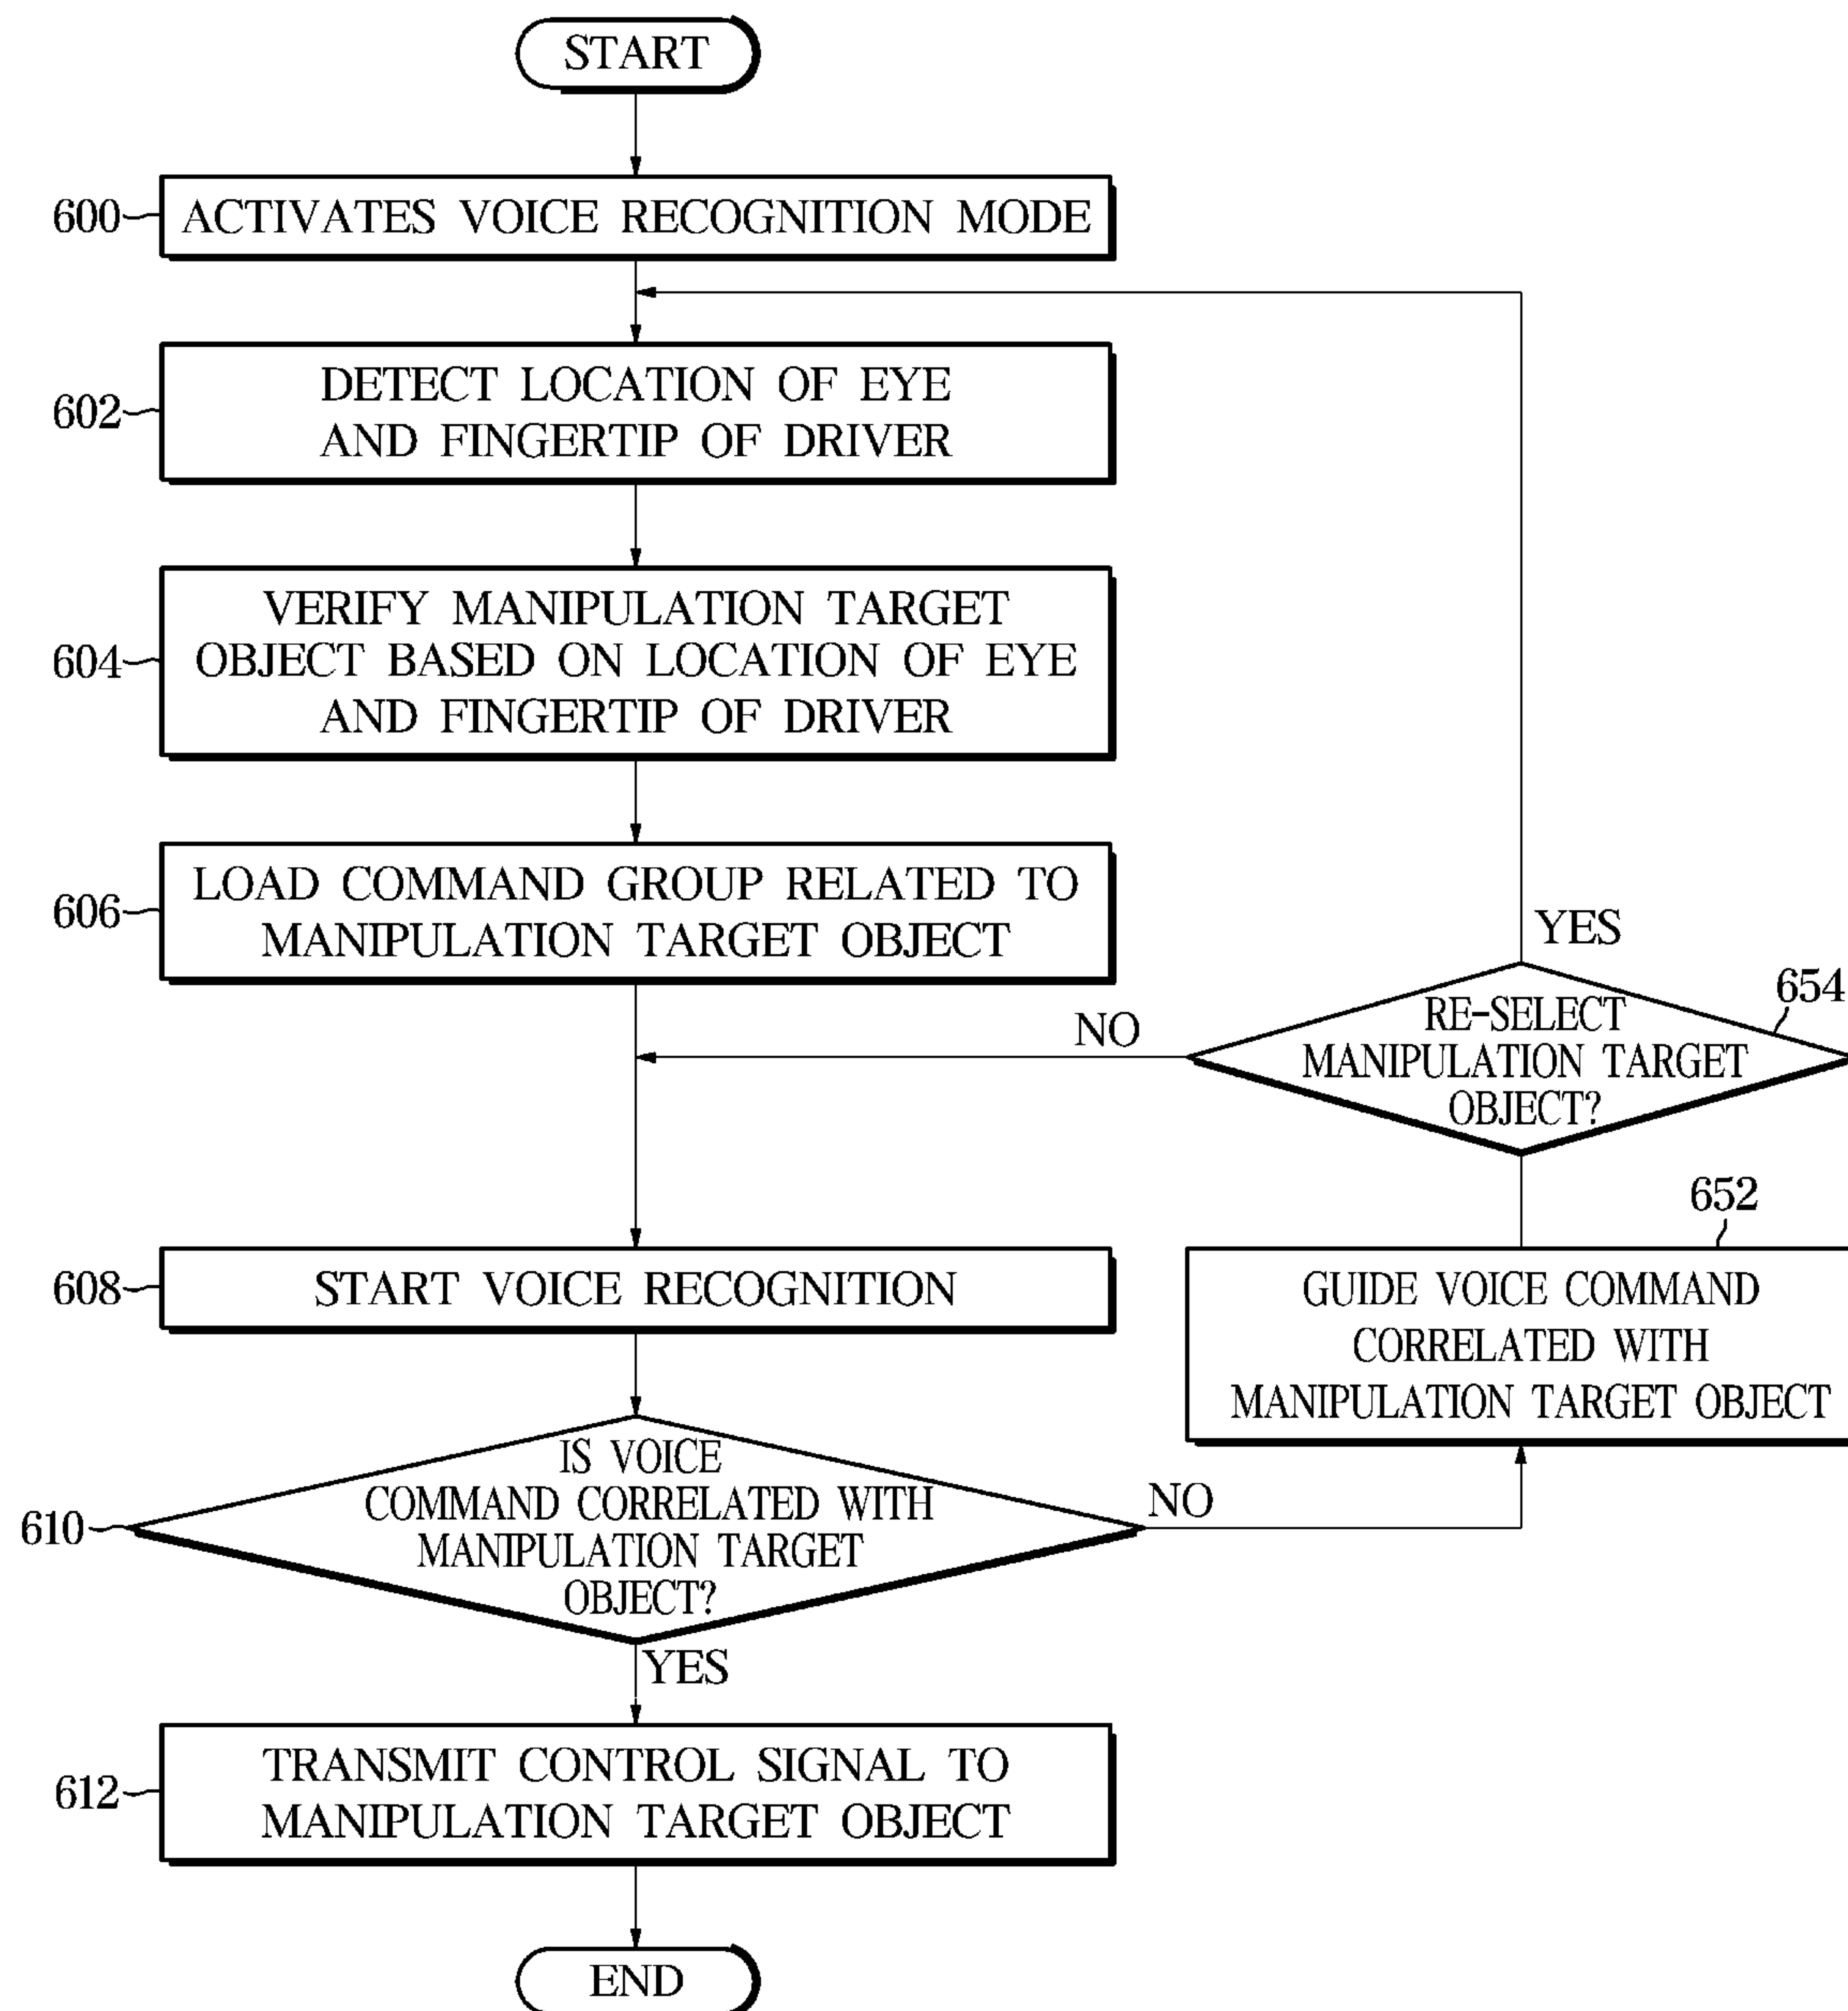 START
600
ACTIVATES VOICE RECOGNITION MODE
602
DETECT LOCATION OF EYE
AND FINGERTIP OF DRIVER
604
VERIFY MANIPULATION TARGET
OBJECT BASED ON LOCATION OF EYE
AND FINGERTIP OF DRIVER
606
LOAD COMMAND GROUP RELATED TO
MANIPULATION TARGET OBJECT
YES
654
RE-SELECT
MANIPULATION TARGET
OBJECT?
NO
652
GUIDE VOICE COMMAND
CORRELATED WITH
MANIPULATION TARGET OBJECT
608
START VOICE RECOGNITION
610
IS VOICE
COMMAND CORRELATED WITH
MANIPULATION TARGET
OBJECT?
NO
YES
612
TRANSMIT CONTROL SIGNAL TO
MANIPULATION TARGET OBJECT
END